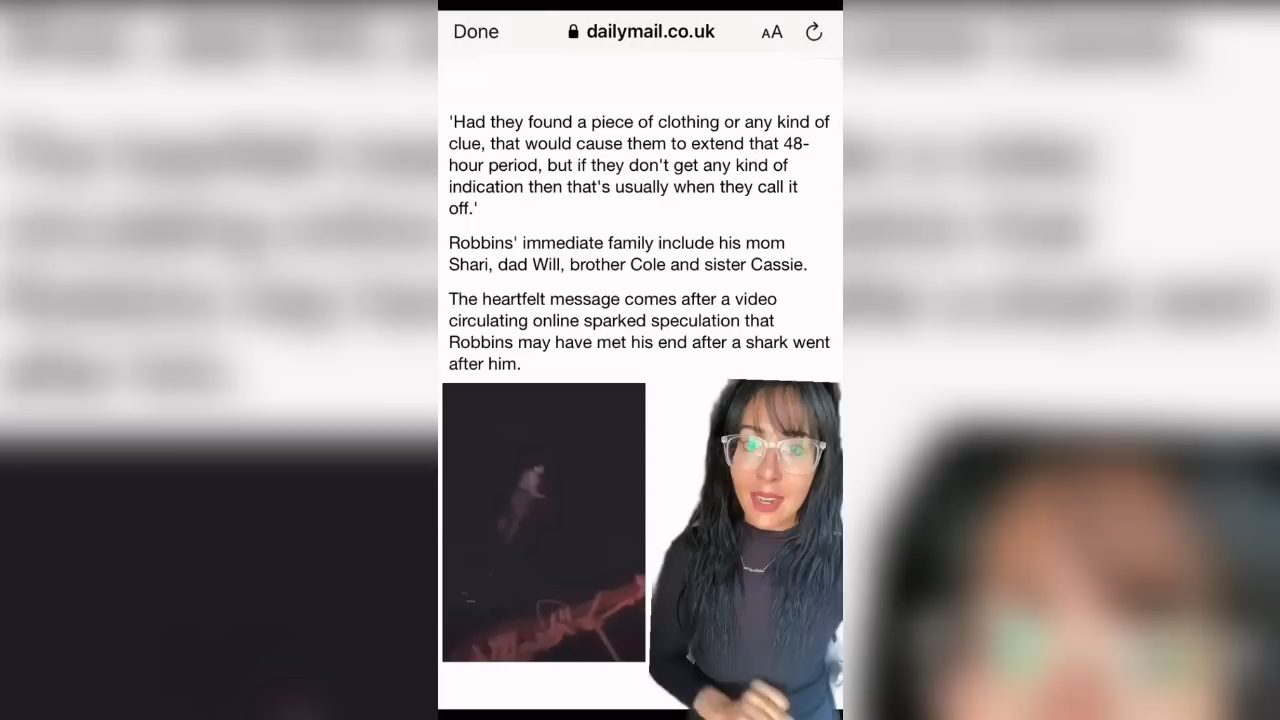 Done
dailymail.co.uk
AA
'Had they found a piece of clothing or any kind of
clue, that would cause them to extend that 48-
hour period, but if they don't get any kind of
indication then that's usually when they call it
off.'
Robbins' immediate family include his mom
Shari, dad Will, brother Cole and sister Cassie.
The heartfelt message comes after a video
circulating online sparked speculation that
Robbins may have met his end after a shark went
after him.